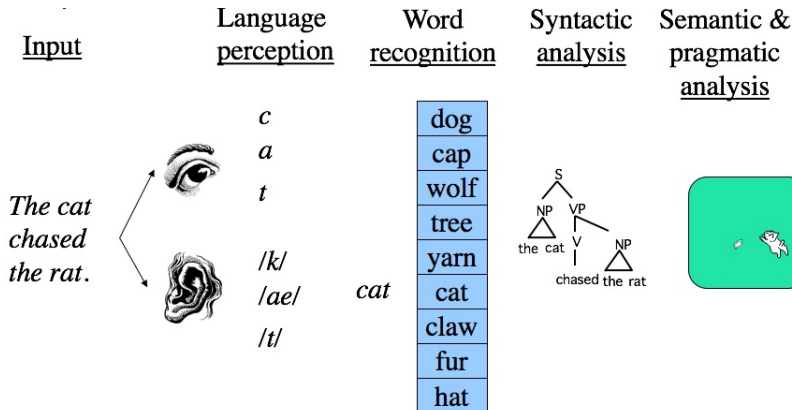 Input
Language
perception
Word
recognition
Syntactic
analysis
Semantic &
pragmatic
analysis
The cat
chased
the rat.
c
a
t
/k/
/ae/
/t/
cat
dog
cap
wolf
tree
yarn
cat
claw
fur
hat
S
NP VP
the cat V NP
chased the rat